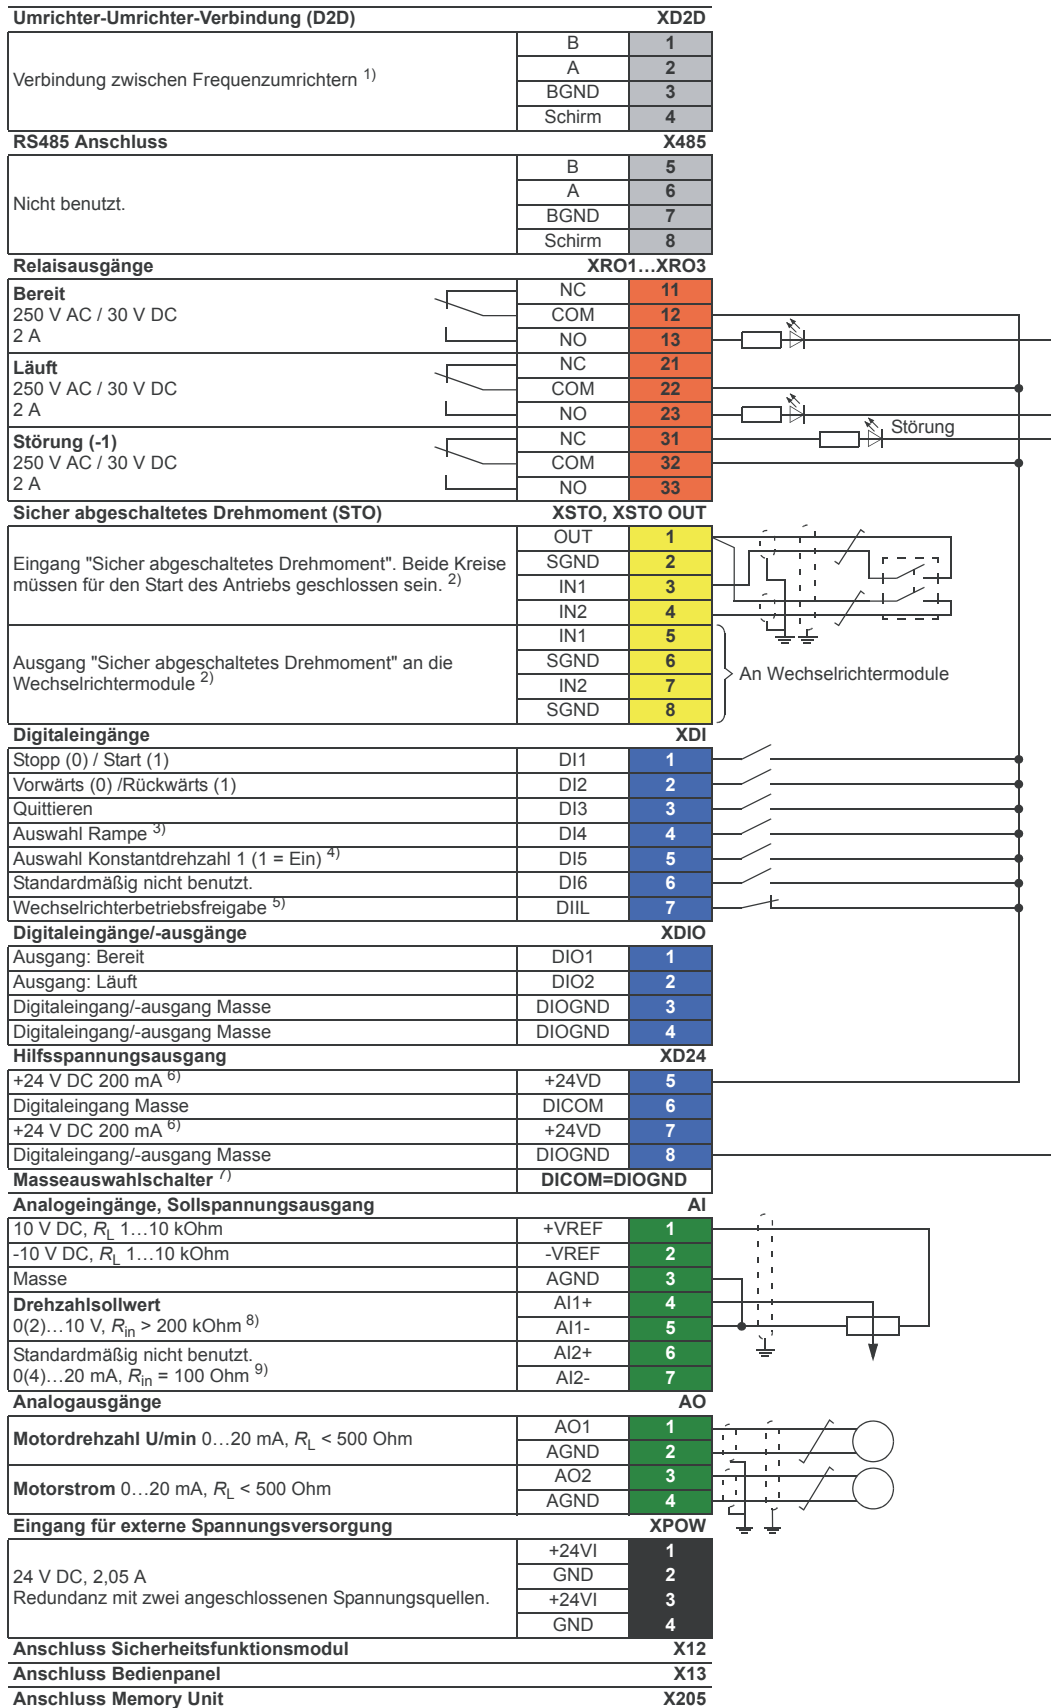 Umrichter-Umrichter-Verbindung (D2D) XD2D
Verbindung zwischen Frequenzumrichtern 1)
B 1
A 2
BGND 3
Schirm 4
RS485 Anschluss X485
Nicht benutzt.
B 5
A 6
BGND 7
Schirm 8
Relaisausgänge XRO1…XRO3
Bereit
250 V AC / 30 V DC
2 A
NC 11
COM 12
NO 13
Läuft
250 V AC / 30 V DC
2 A
NC 21
COM 22
NO 23
Störung (-1)
250 V AC / 30 V DC
2 A
NC 31
COM 32
NO 33
Störung
Sicher abgeschaltetes Drehmoment (STO) XSTO, XSTO OUT
Eingang "Sicher abgeschaltetes Drehmoment". Beide Kreise
müssen für den Start des Antriebs geschlossen sein. 2)
OUT 1
SGND 2
IN1 3
IN2 4
Ausgang "Sicher abgeschaltetes Drehmoment" an die
Wechselrichtermodule 2)
IN1 5
SGND 6
IN2 7
SGND 8
An Wechselrichtermodule
Digitaleingänge XDI
Stopp (0) / Start (1) DI1 1
Vorwärts (0) /Rückwärts (1) DI2 2
Quittieren DI3 3
Auswahl Rampe 3) DI4 4
Auswahl Konstantdrehzahl 1 (1 = Ein) 4) DI5 5
Standardmäßig nicht benutzt. DI6 6
Wechselrichterbetriebsfreigabe 5) DIIL 7
Digitaleingänge/-ausgänge XDIO
Ausgang: Bereit DIO1 1
Ausgang: Läuft DIO2 2
Digitaleingang/-ausgang Masse DIOGND 3
Digitaleingang/-ausgang Masse DIOGND 4
Hilfsspannungsausgang XD24
+24 V DC 200 mA 6) +24VD 5
Digitaleingang Masse DICOM 6
+24 V DC 200 mA 6) +24VD 7
Digitaleingang/-ausgang Masse DIOGND 8
Masseauswahlschalter 7) DICOM=DIOGND
Analogeingänge, Sollspannungsausgang AI
10 V DC, RL 1…10 kOhm +VREF 1
-10 V DC, RL 1…10 kOhm -VREF 2
Masse AGND 3
Drehzahlsollwert
0(2)…10 V, Rin > 200 kOhm 8)
AI1+ 4
AI1- 5
Standardmäßig nicht benutzt.
0(4)…20 mA, Rin = 100 Ohm 9)
AI2+ 6
AI2- 7
Analogausgänge AO
Motordrehzahl U/min 0…20 mA, RL < 500 Ohm
AO1 1
AGND 2
Motorstrom 0…20 mA, RL < 500 Ohm
AO2 3
AGND 4
Eingang für externe Spannungsversorgung XPOW
24 V DC, 2,05 A
Redundanz mit zwei angeschlossenen Spannungsquellen.
+24VI 1
GND 2
+24VI 3
GND 4
Anschluss Sicherheitsfunktionsmodul X12
Anschluss Bedienpanel X13
Anschluss Memory Unit X205